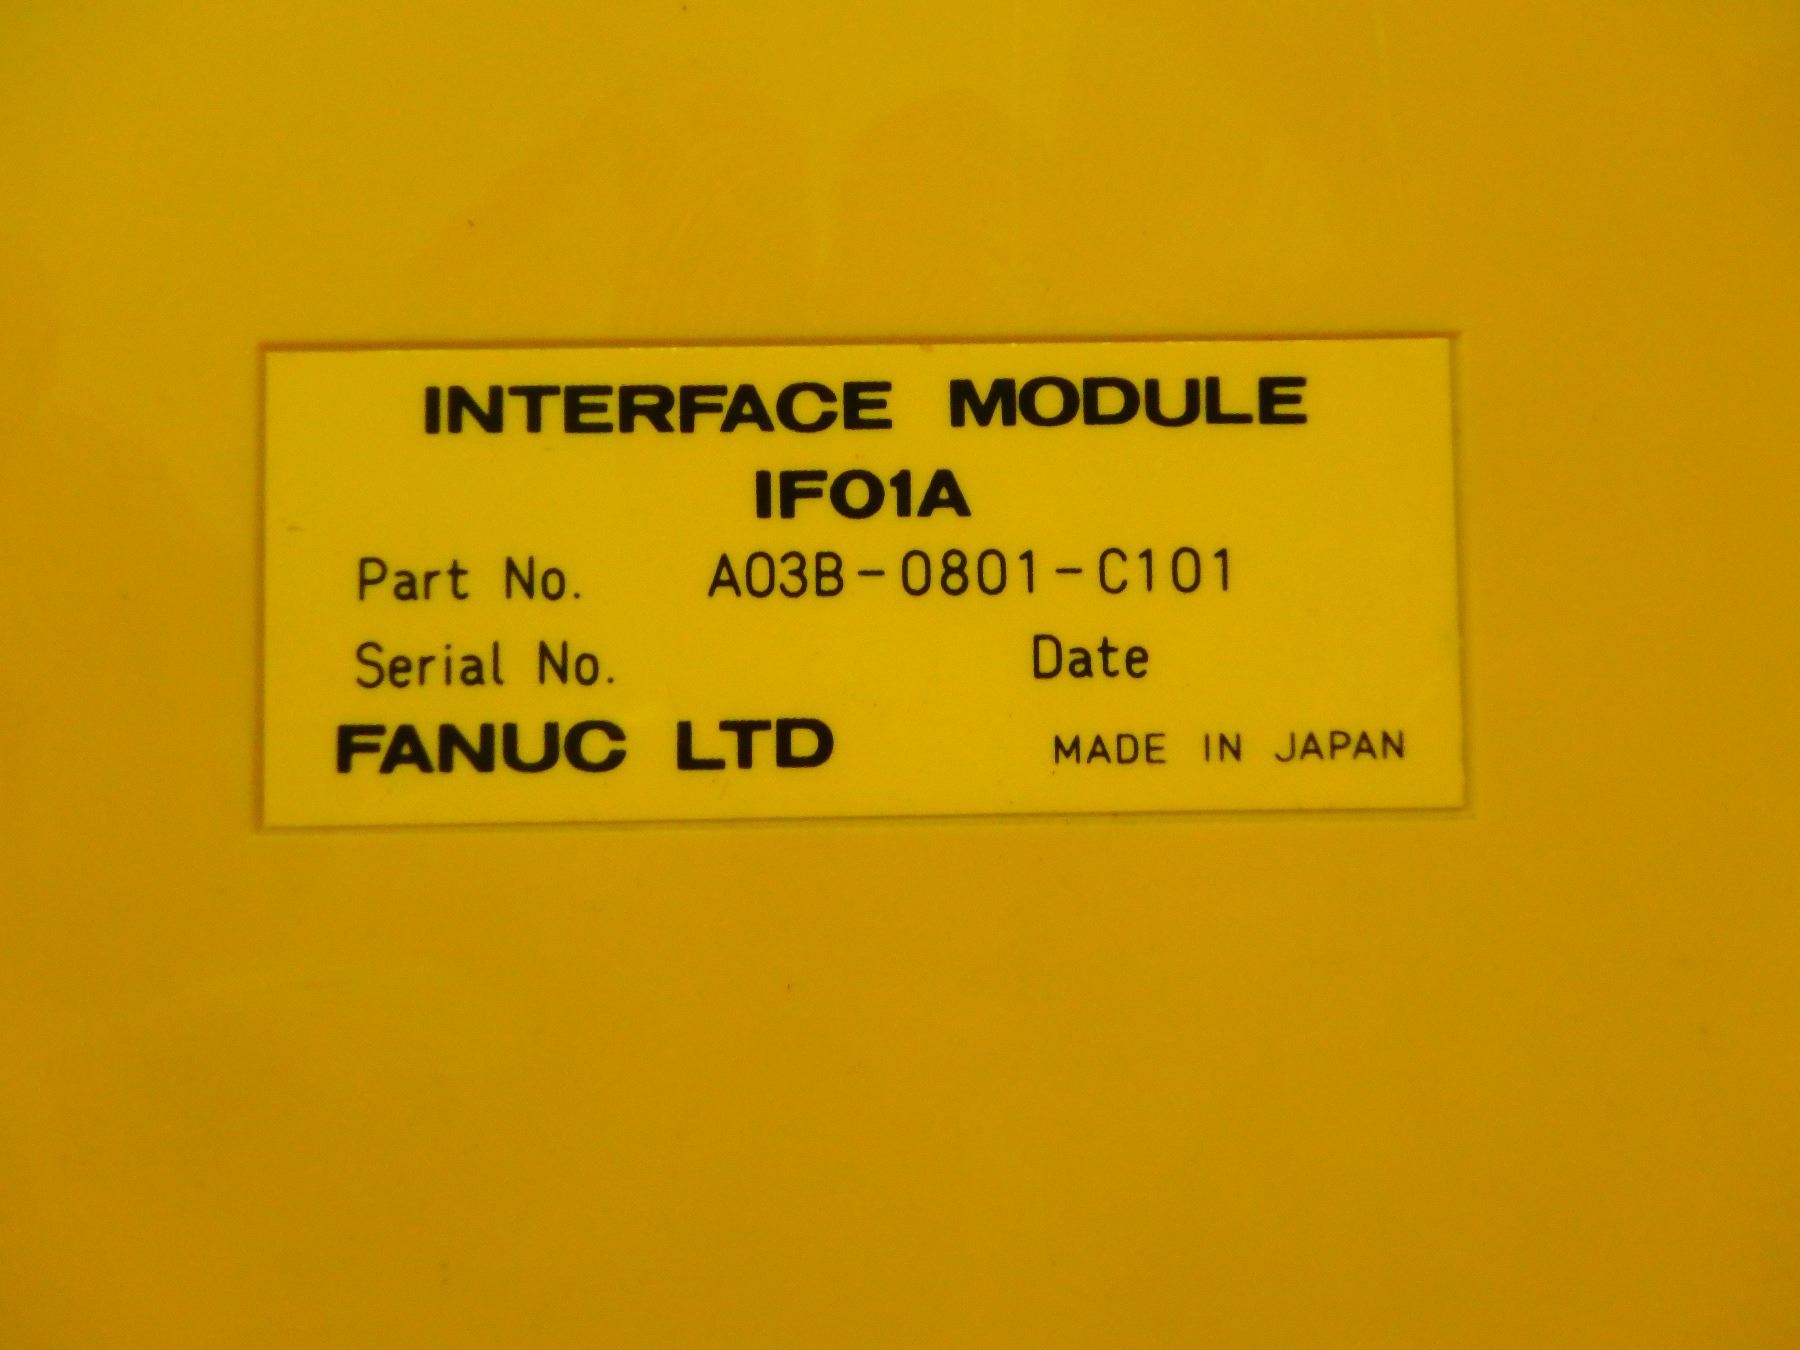 INTERFACE MODULE
IF01A
Part No. A03B-0801-C101
Serial No. Date
FANUC LTD MADE IN JAPAN